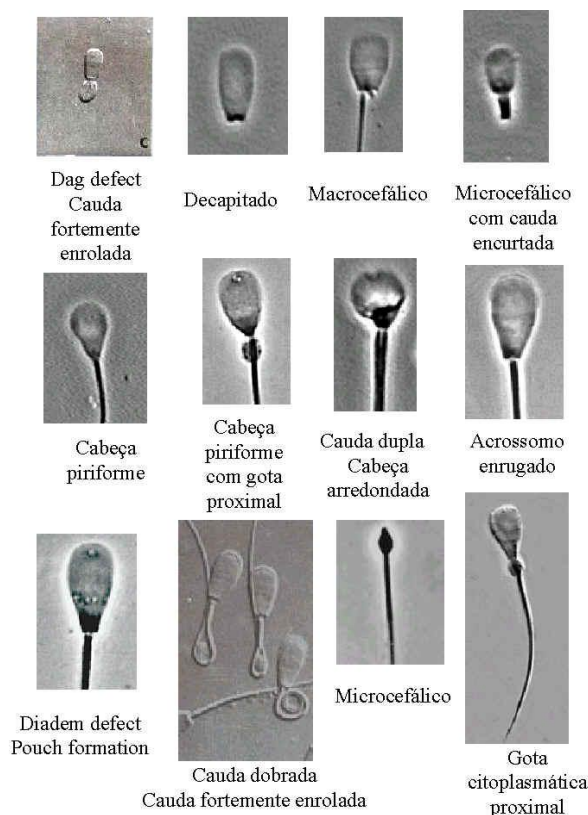 c
Dag defect
Cauda
fortemente
enrolada
Decapitado
Macrocefálico
Microcefálico
com cauda
encurtada
Cabeça
piriforme
Cabeça
piriforme
com gota
proximal
Cauda dupla
Cabeça
arredondada
Acrossomo
enrugado
Diadem defect
Pouch formation
Cauda dobrada
Cauda fortemente enrolada
Microcefálico
Gota
citoplasmática
proximal